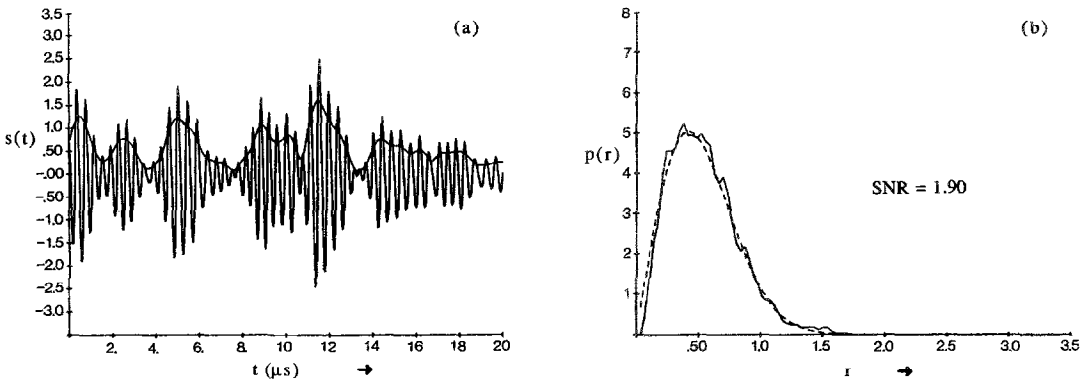 (a)
3.5
3.0
2.5
2.0
1.5
1.0
.50
-.00
-.50
-1.0
-1.5
-2.0
-2.5
-3.0
s(t)
2. 4. 6. 8. 10 12 14 16 18 20
t (μs) →
(b)
8
7
6
5
4
3
2
1
p(r)
SNR = 1.90
.50 1.0 1.5 2.0 2.5 3.0 3.5
r →